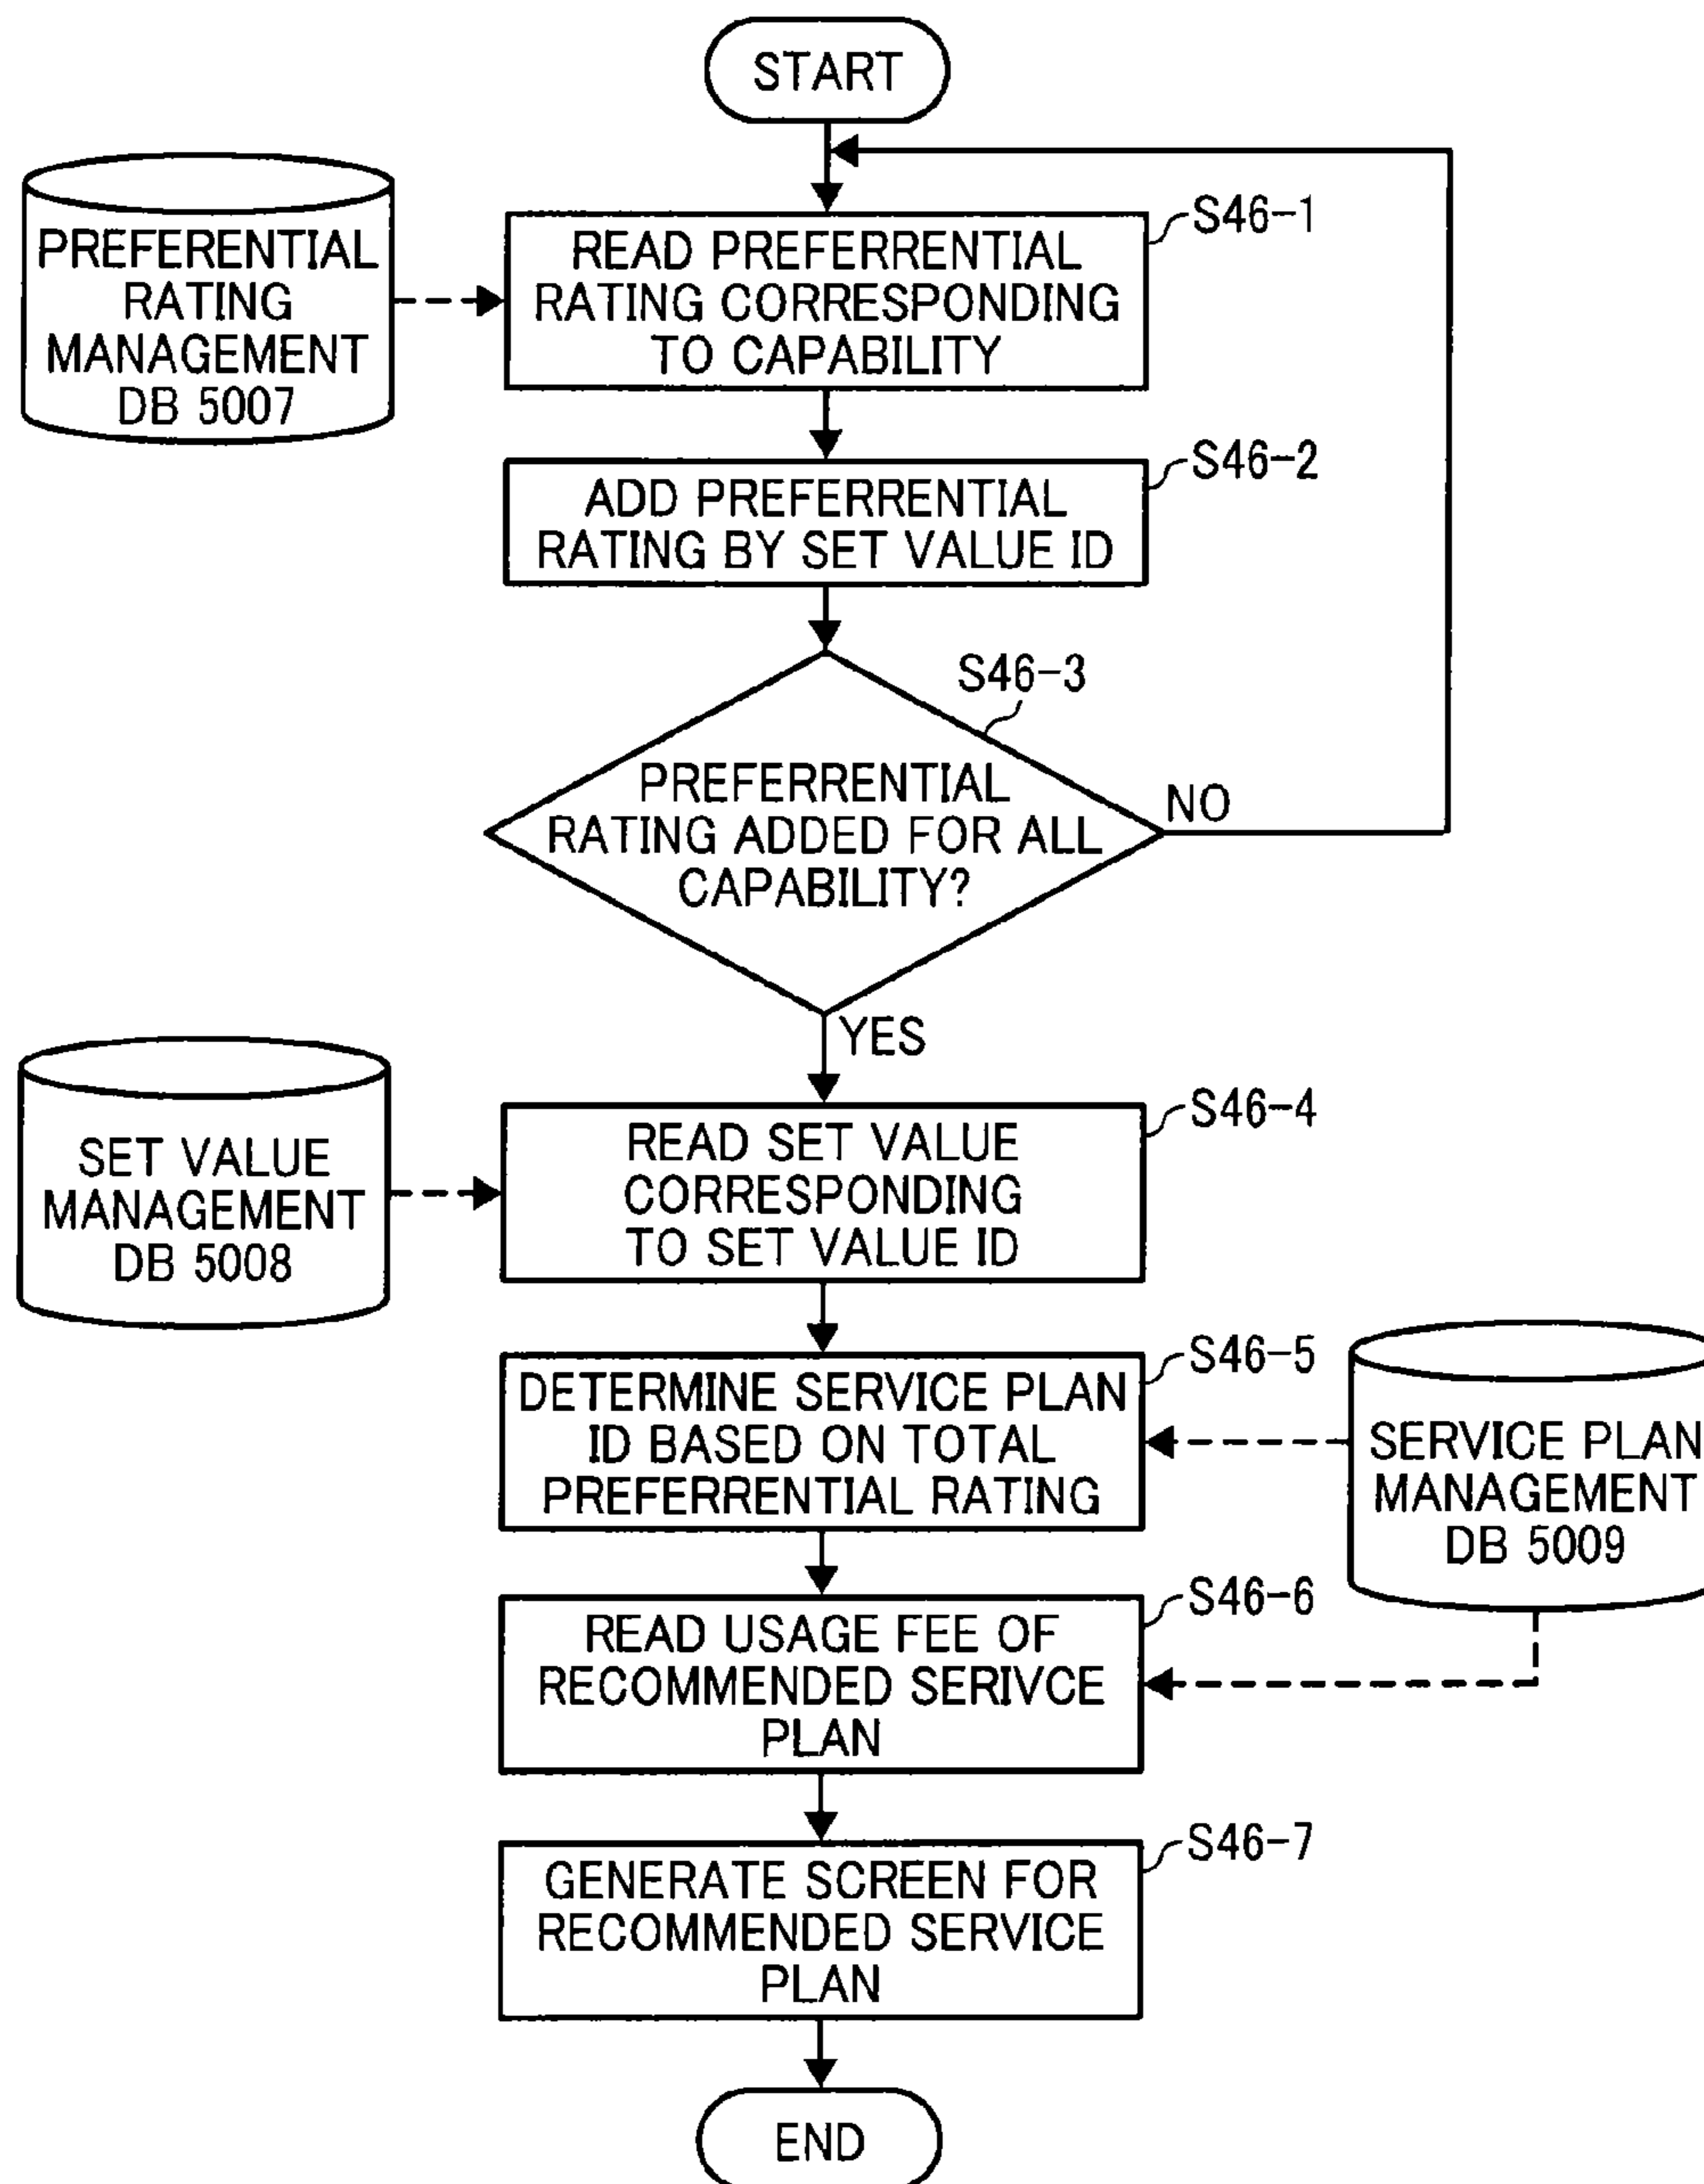 START
PREFERENTIAL
RATING
MANAGEMENT
DB 5007
S46-1
READ PREFERRENTIAL
RATING CORRESPONDING
TO CAPABILITY
S46-2
ADD PREFERRENTIAL
RATING BY SET VALUE ID
S46-3
PREFERRENTIAL
RATING ADDED FOR ALL
CAPABILITY?
NO
YES
SET VALUE
MANAGEMENT
DB 5008
S46-4
READ SET VALUE
CORRESPONDING
TO SET VALUE ID
S46-5
DETERMINE SERVICE PLAN
ID BASED ON TOTAL
PREFERRENTIAL RATING
SERVICE PLAN
MANAGEMENT
DB 5009
S46-6
READ USAGE FEE OF
RECOMMENDED SERIVCE
PLAN
S46-7
GENERATE SCREEN FOR
RECOMMENDED SERVICE
PLAN
END